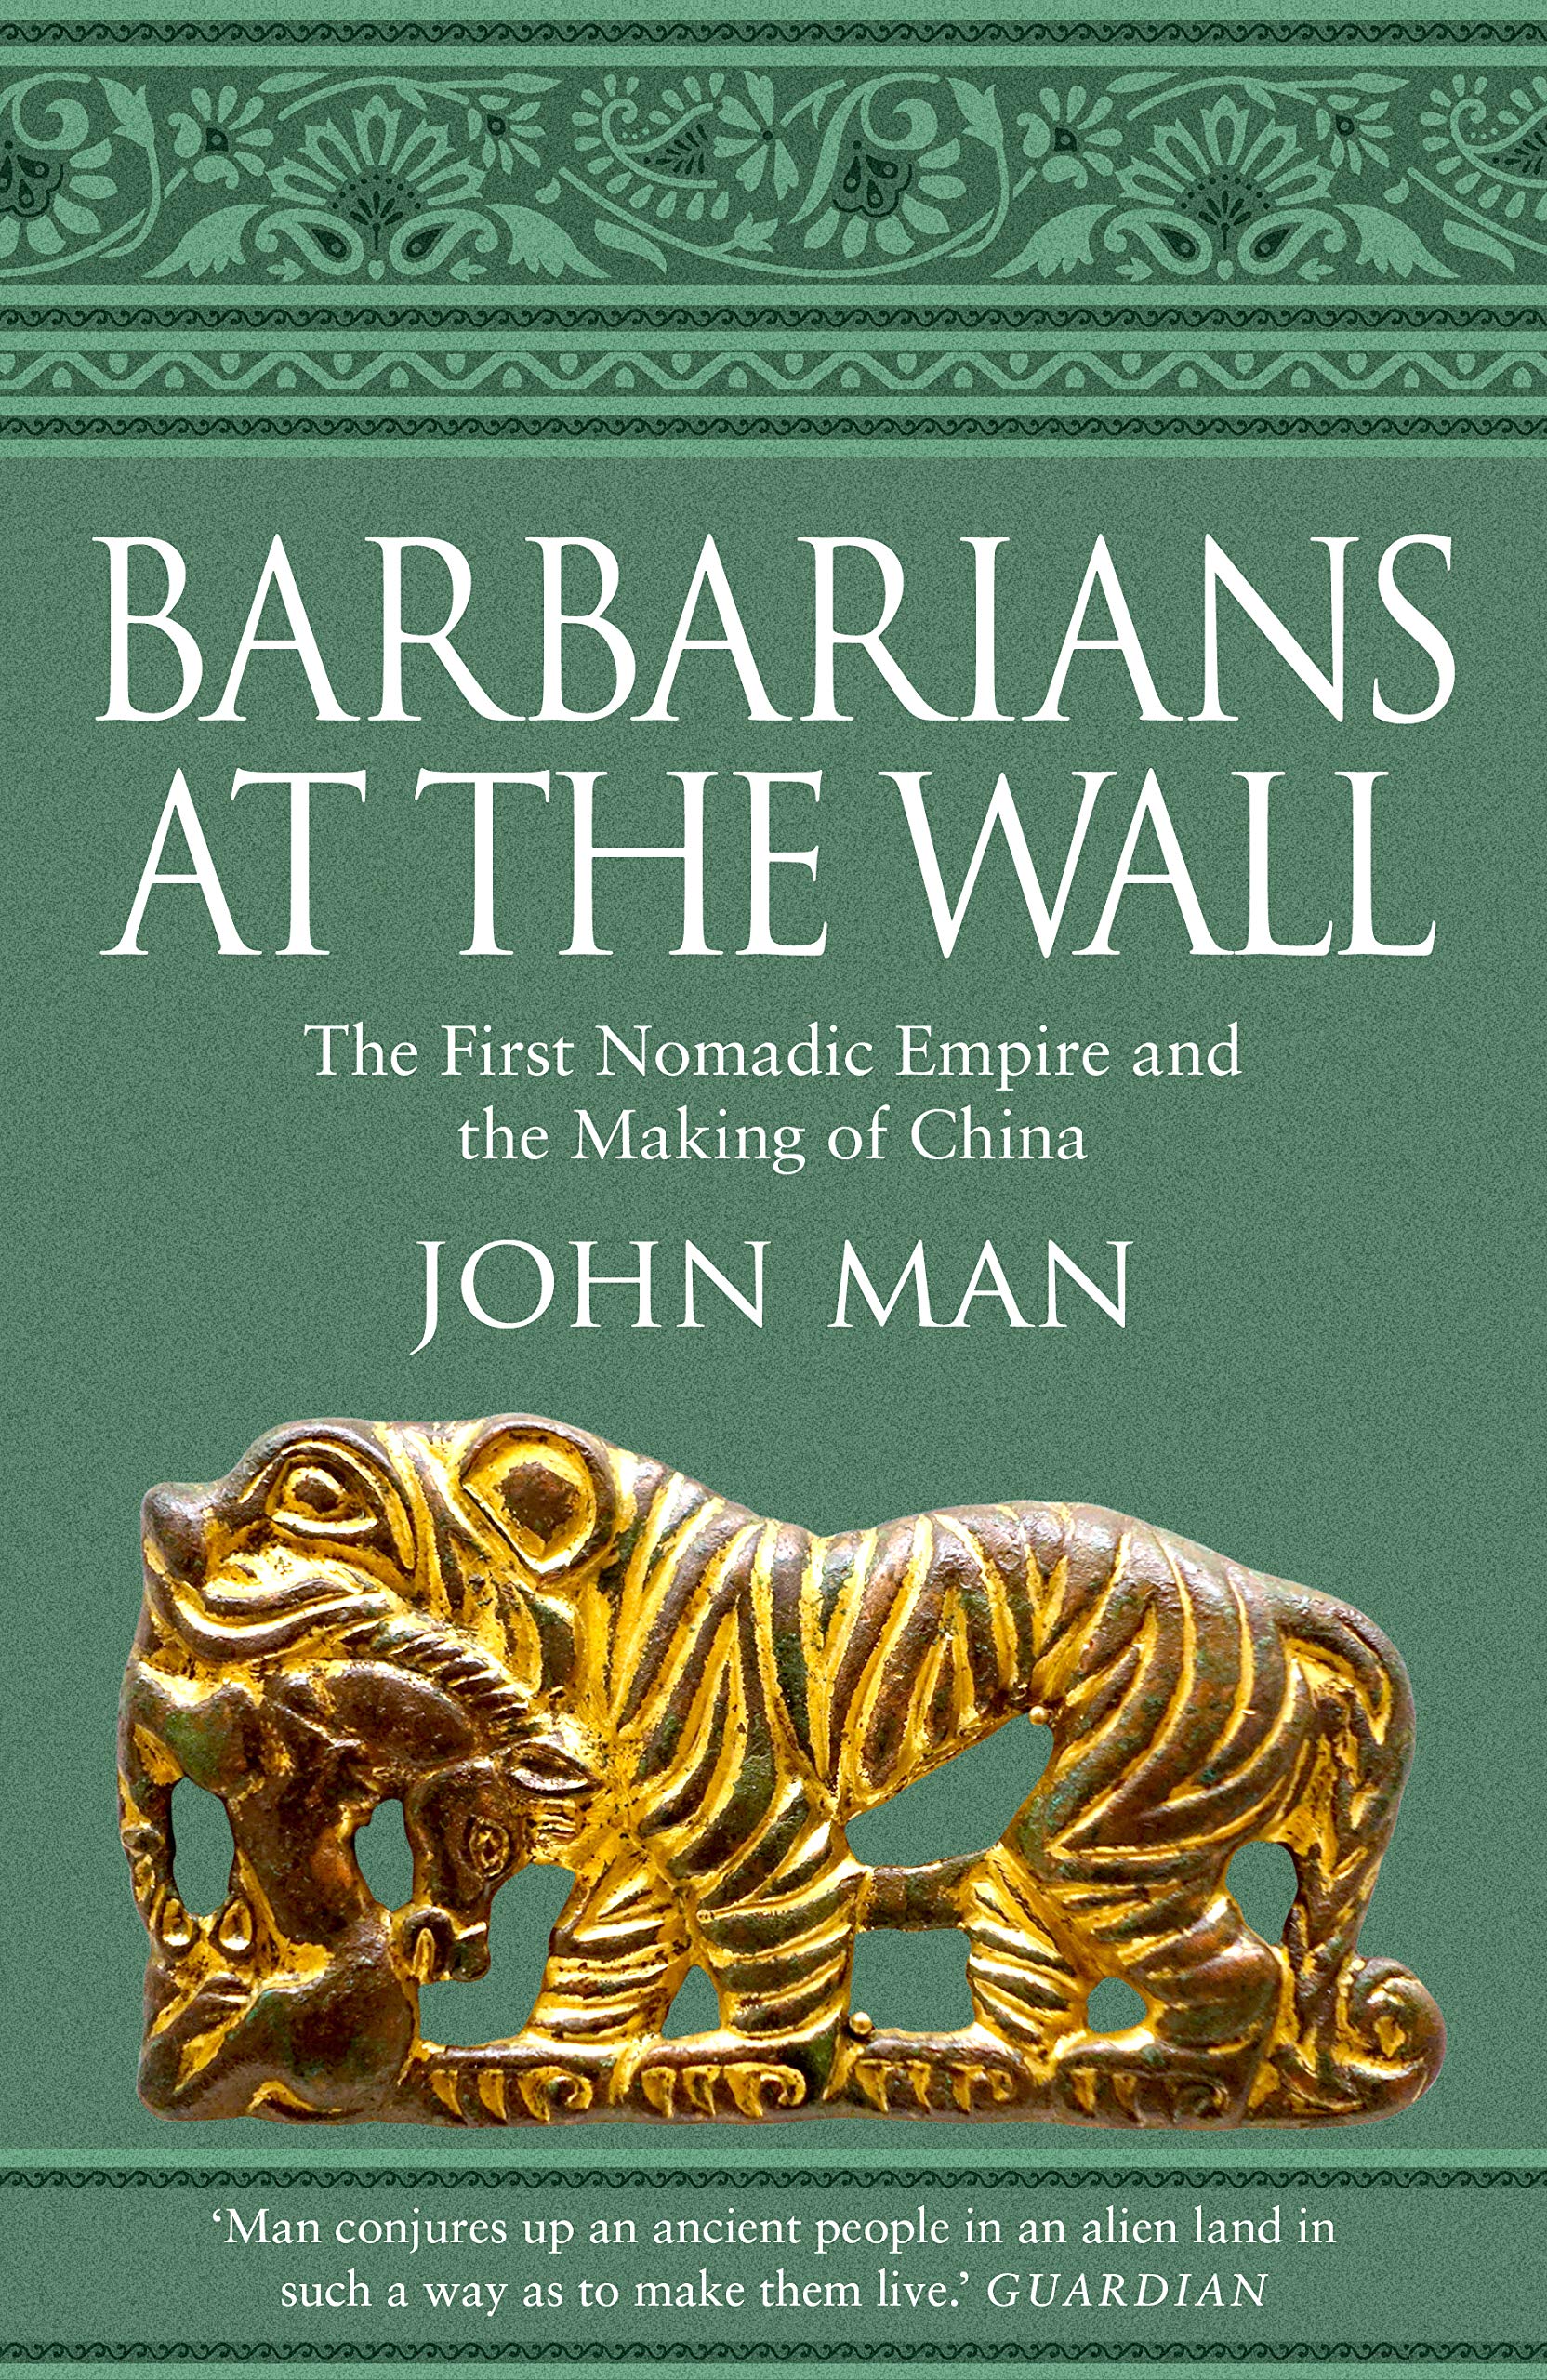 BARBARIANS
AT THE WALL
The First Nomadic Empire and
the Making of China
JOHN MAN
‘Man conjures up an ancient people in an alien land in
such a way as to make them live.’ GUARDIAN